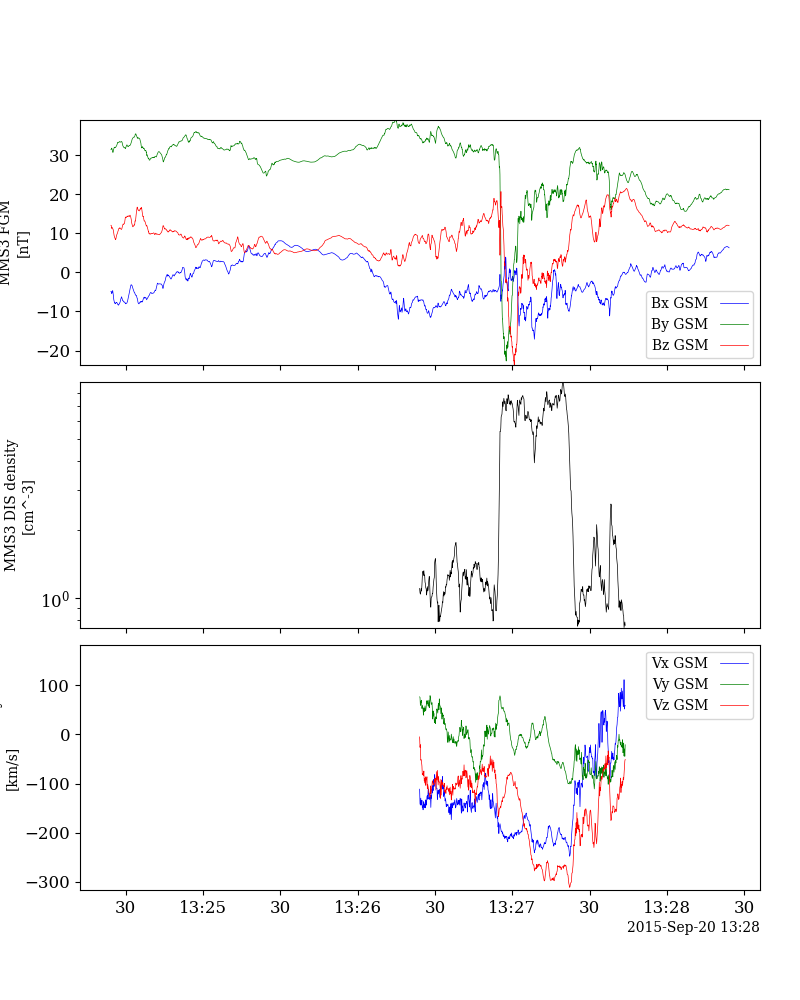 MMS3 FGM
[nT]
30
20
10
0
−10
−20
Bx GSM
By GSM
Bz GSM
MMS3 DIS density
[cm^-3]
10^0
[km/s]
100
0
−100
−200
−300
Vx GSM
Vy GSM
Vz GSM
30 13:25 30 13:26 30 13:27 30 13:28 30
2015-Sep-20 13:28